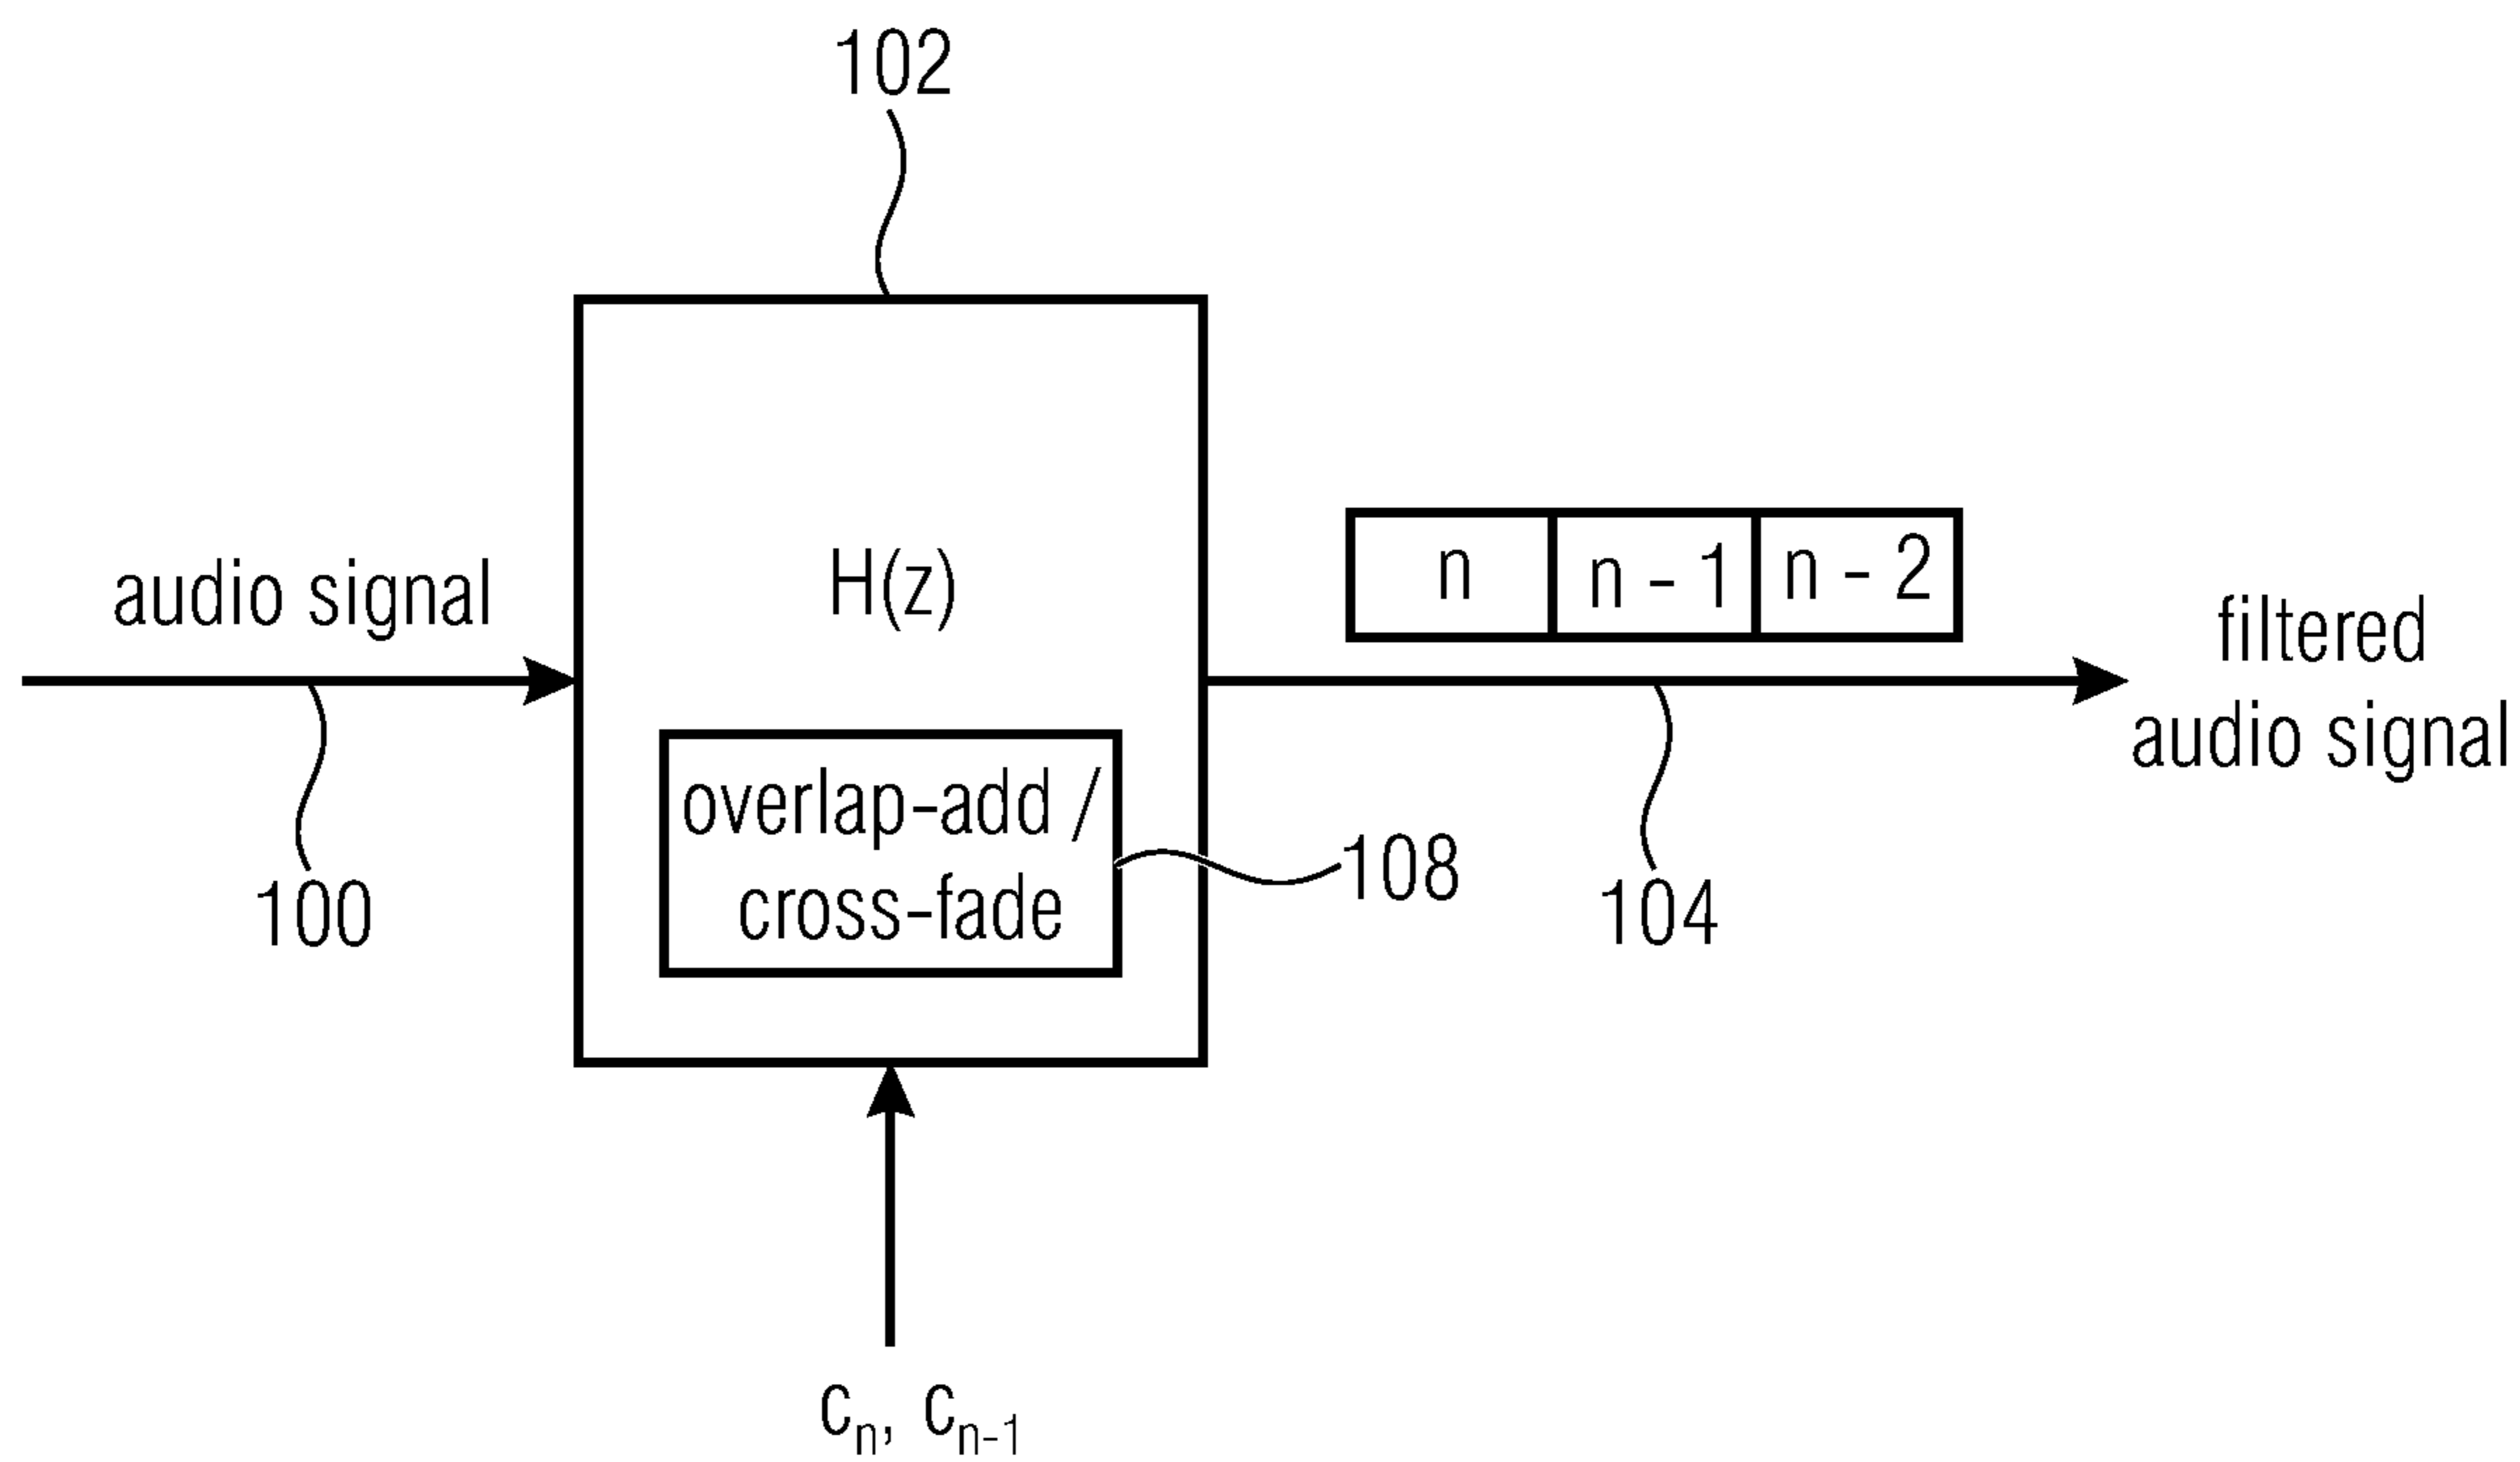 102
audio signal
H(z)
n
n - 1
n - 2
filtered
audio signal
overlap-add /
cross-fade
108
100
104
cₙ, cₙ₋₁